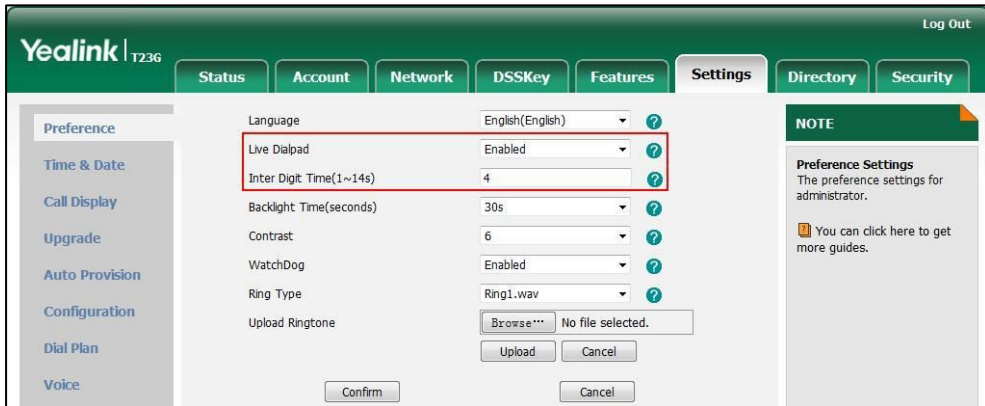 Log Out
Yealink T23G
Status Account Network DSSKey Features Settings Directory Security
Preference
Time & Date
Call Display
Upgrade
Auto Provision
Configuration
Dial Plan
Voice
Language English(English)
Live Dialpad Enabled
Inter Digit Time(1~14s) 4
Backlight Time(seconds) 30s
Contrast 6
WatchDog Enabled
Ring Type Ring1.wav
Upload Ringtone Browse... No file selected.
Upload Cancel
Confirm Cancel
NOTE
Preference Settings
The preference settings for
administrator.
You can click here to get
more guides.